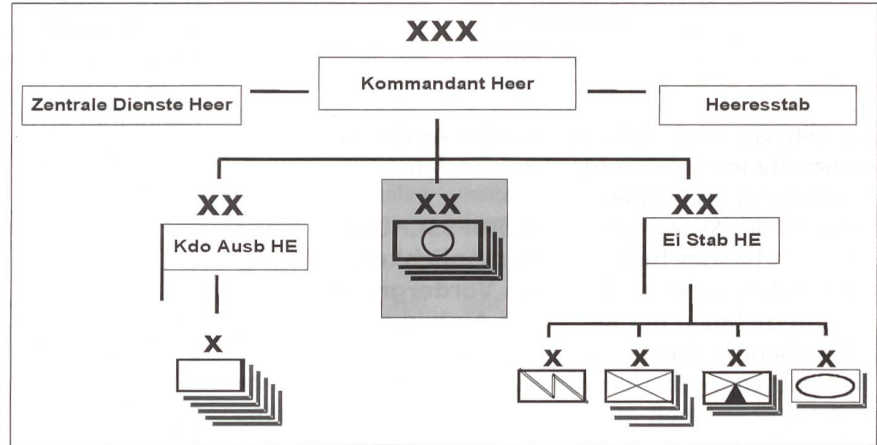 XXX
Kommandant Heer
Zentrale Dienste Heer
Heeresstab
XX
XX
XX
Kdo Ausb HE
Ei Stab HE
X
X
X
X
X